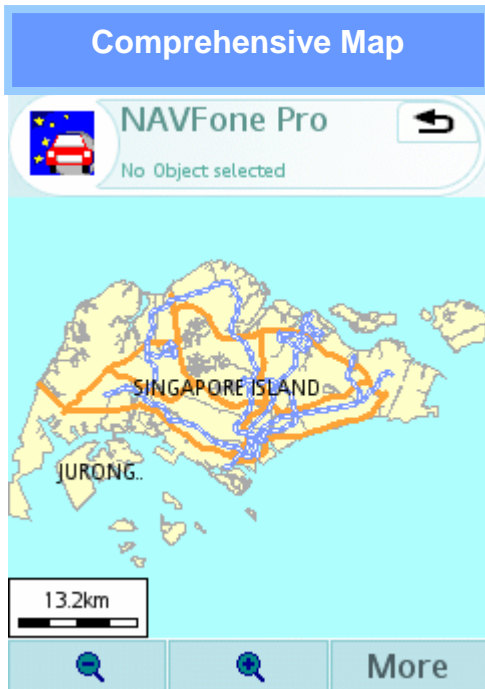 Comprehensive Map
NAVFone Pro
No Object selected
SINGAPORE ISLAND
JURONG..
13.2km
More